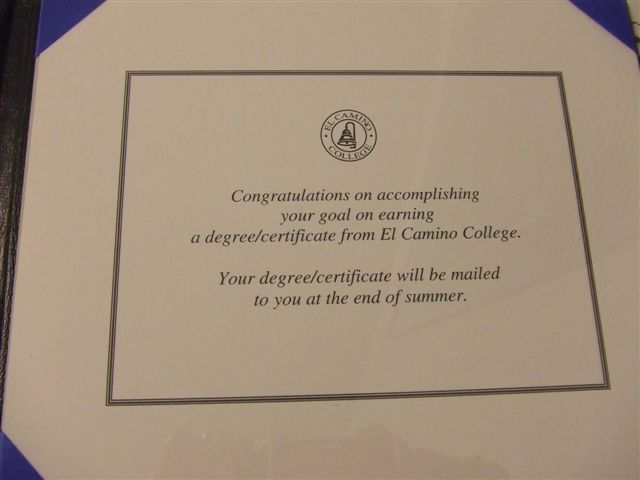 EL CAMINO
COLLEGE
Congratulations on accomplishing
your goal on earning
a degree/certificate from El Camino College.
Your degree/certificate will be mailed
to you at the end of summer.